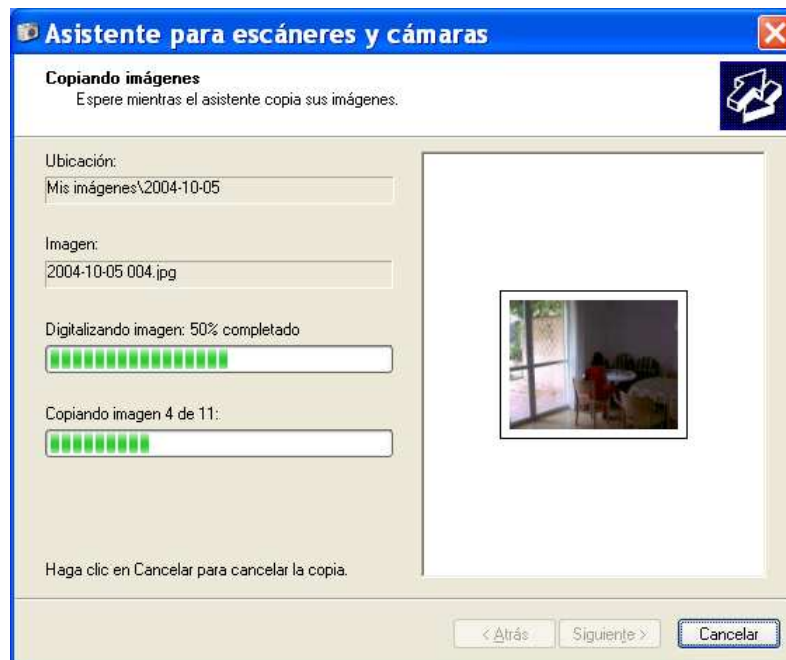 Asistente para escáneres y cámaras
Copiando imágenes
Espere mientras el asistente copia sus imágenes.
Ubicación:
Mis imágenes\2004-10-05
Imagen:
2004-10-05 004.jpg
Digitalizando imagen: 50% completado
Copiando imagen 4 de 11:
Haga clic en Cancelar para cancelar la copia.
< Atrás
Siguiente >
Cancelar